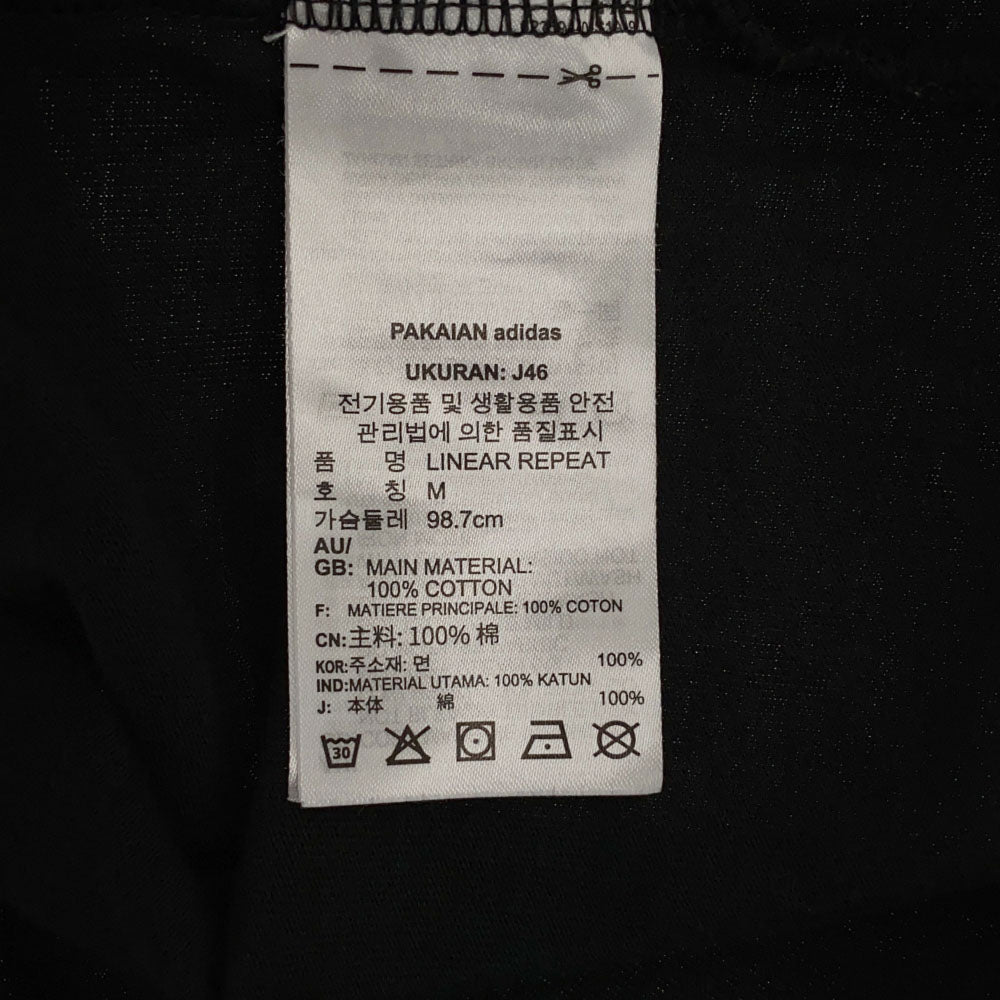 PAKAIAN adidas
UKURAN: J46
전기용품 및 생활용품 안전
관리법에 의한 품질표시
품 명 LINEAR REPEAT
호 칭 M
가슴둘레 98.7cm
AU/
GB: MAIN MATERIAL:
100% COTTON
F: MATIERE PRINCIPALE: 100% COTON
CN:主料: 100% 棉
KOR:주소재: 면 100%
IND:MATERIAL UTAMA: 100% KATUN
J: 本体 綿 100%
30